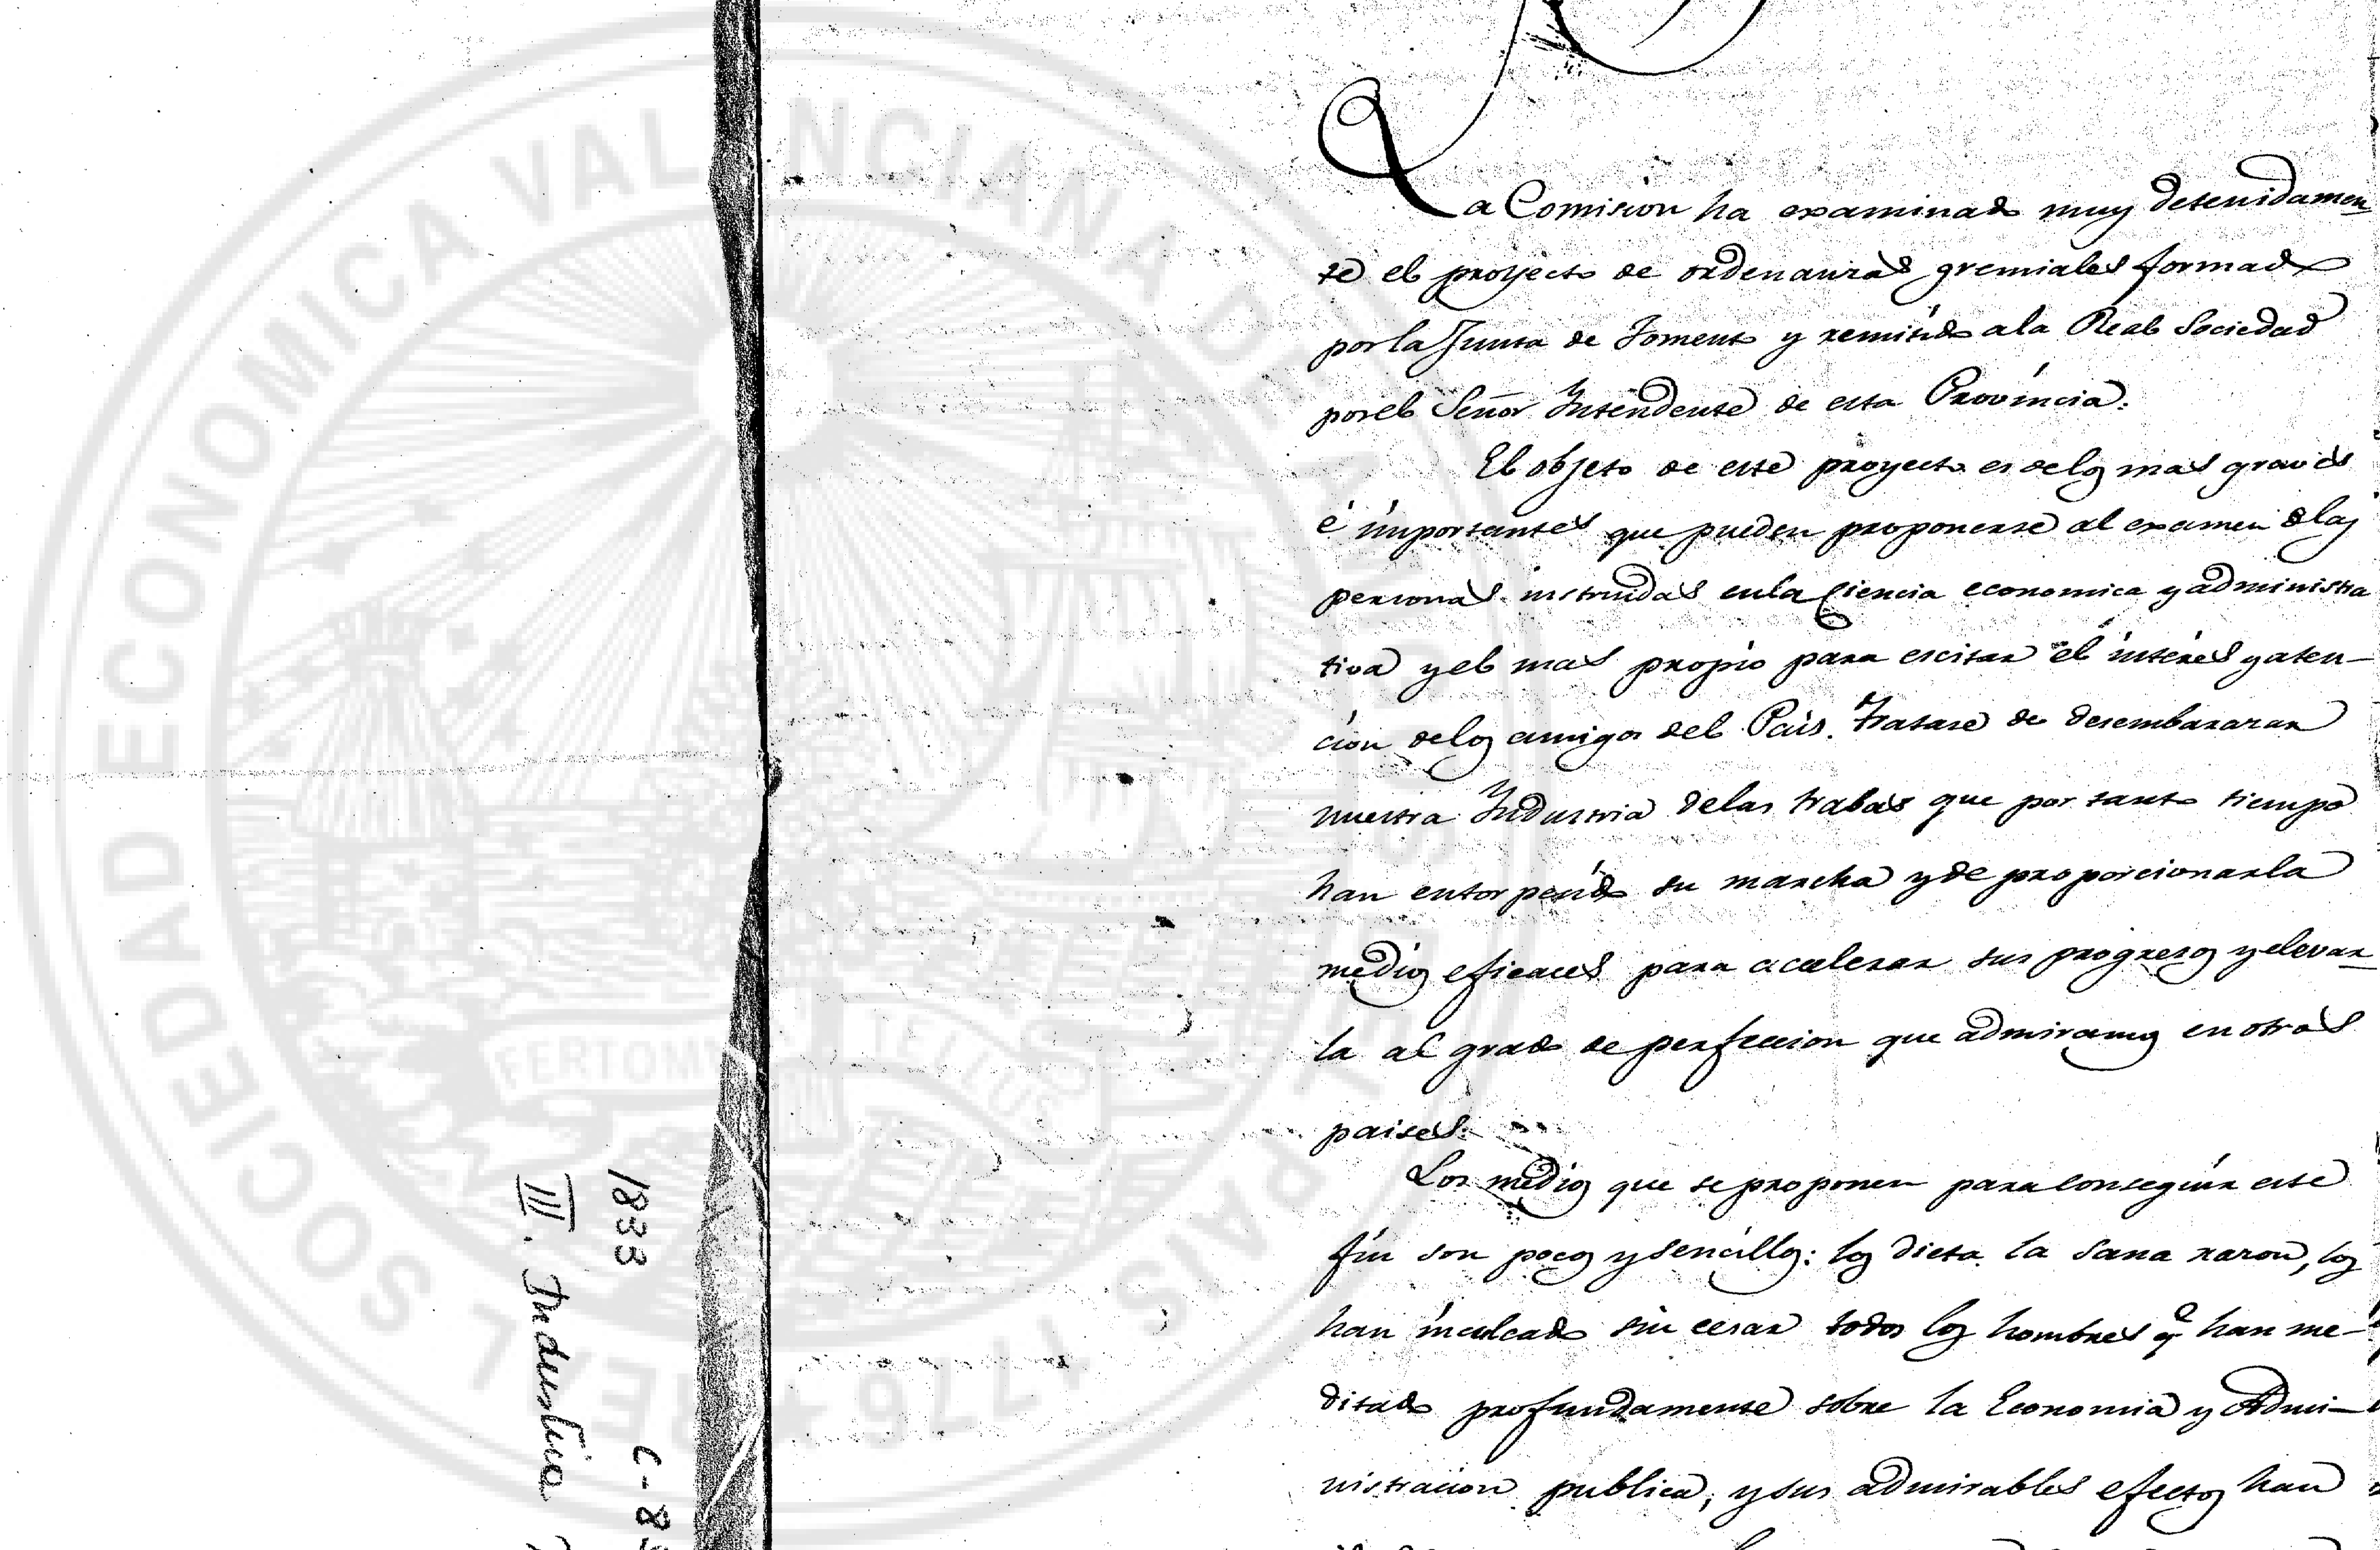 La Comision ha examinado muy detenidamen
te el proyecto de ordenanzas gremiales formado
por la Junta de Fomento y remitido a la Real Sociedad
por el Señor Intendente de esta Provincia.
El objeto de este proyecto es de los mas graves
é importantes que pueden proponerse al examen de las
personas instruidas en la Ciencia economica y administra
tiva y el mas propio para escitar el interes y aten-
cion de los amigos del Pais. Tratase de desembarazar
nuestra Industria de las trabas que por tanto tiempo
han entorpecido su marcha y de proporcionarla
medios eficaces para acelerar sus progresos y elevar
la al grado de perfeccion que admiramos en otros
paises.
Los medios que se proponen para conseguir este
fin son pocos y sencillos: los dicta la sana razon, los
han inculcado sin cesar todos los hombres q han me-
ditado profundamente sobre la Economia y Admi-
nistracion publica, y sus admirables efectos han
1833
C-8
III. Industria
REAL SOCIEDAD ECONOMICA VALENCIANA